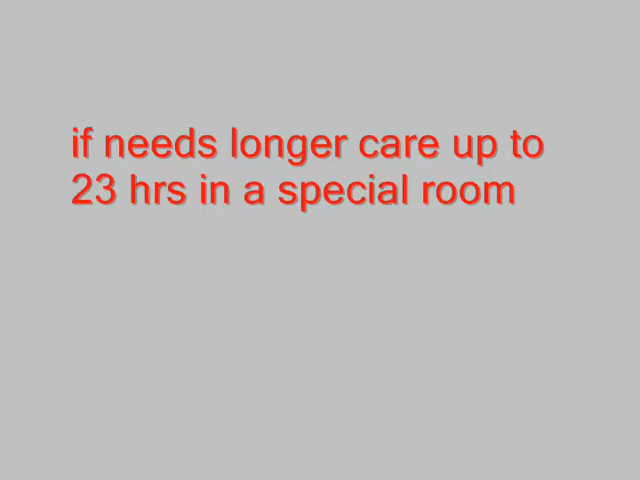 if needs longer care up to
23 hrs in a special room